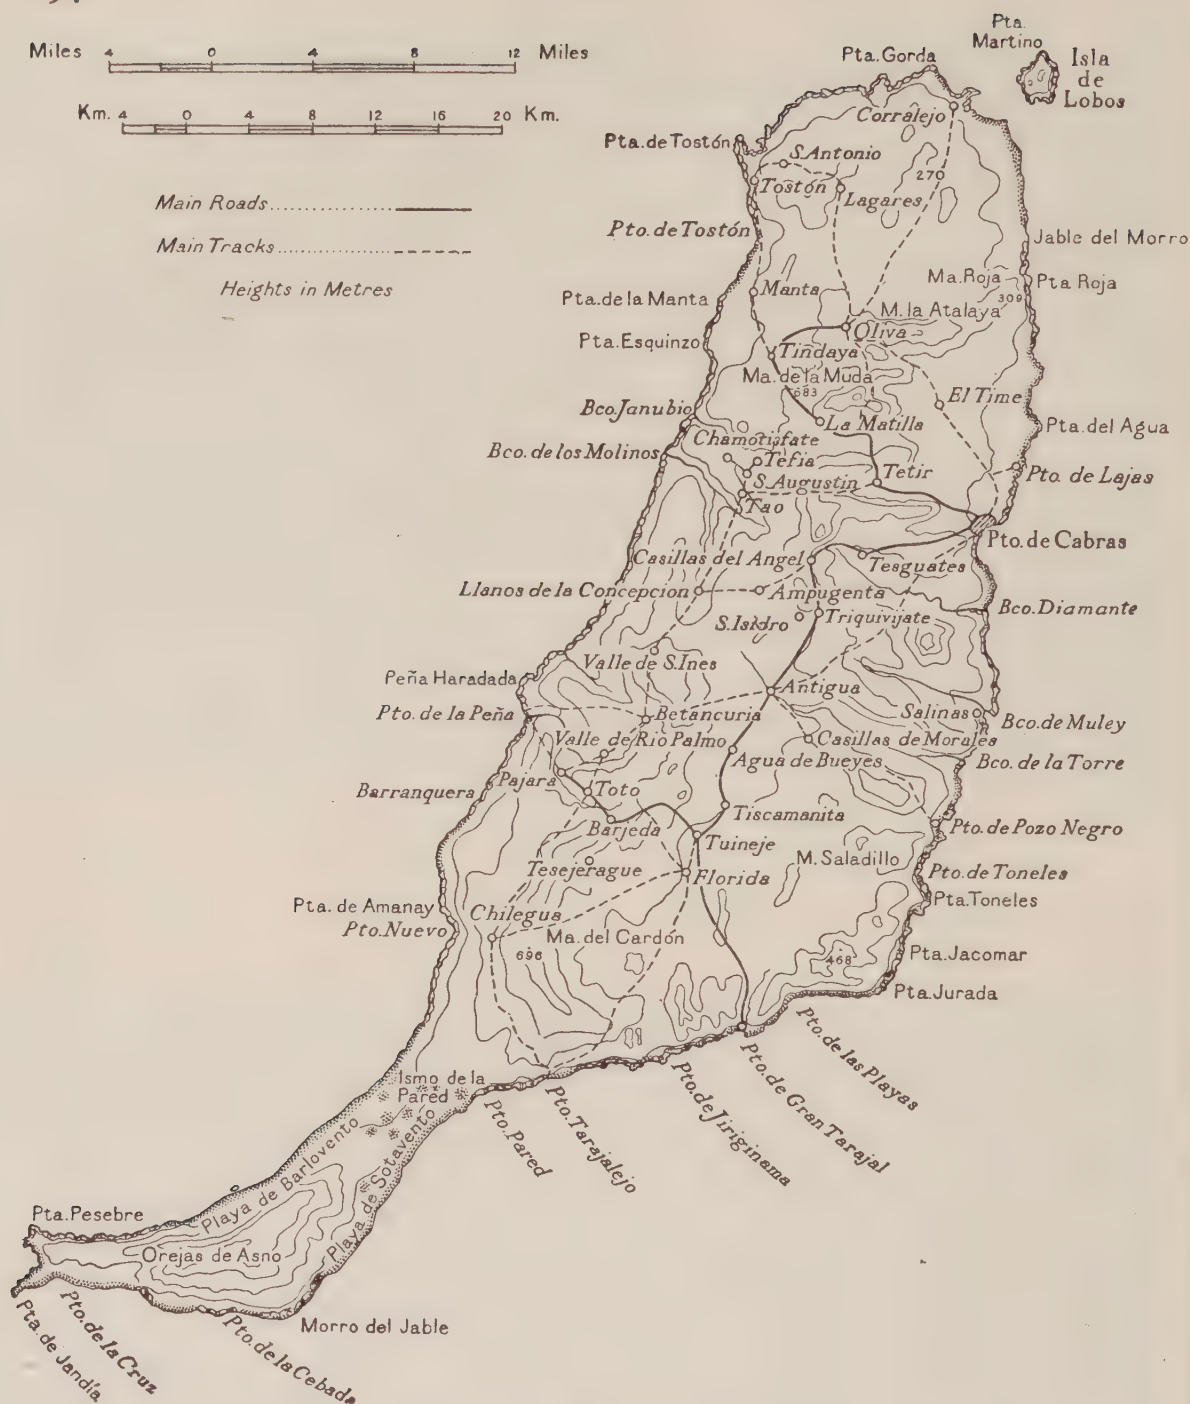 Miles 4 0 4 8 12 Miles
Km. 4 0 4 8 12 16 20 Km.
Main Roads
Main Tracks
Heights in Metres
Pta. Martino
Isla
de
Lobos
Pta. Gorda
Corralejo
Pta. de Tostón
S. Antonio
Tostón
Lagares
270
Pto. de Tostón
Jable del Morro
Ma. Roja
Pta Roja
309
Manta
Pta. de la Manta
M. la Atalaya
Oliva
Pta. Esquinzo
Tindaya
Ma. de la Muda
683
El Time
Bco. Janubio
La Matilla
Pta. del Agua
Chamotistate
Bco. de los Molinos
Tefia
Tetir
Pto. de Lajas
S. Augustin
Tao
Pto. de Cabras
Casillas del Angel
Tesguates
Llanos de la Concepcion
Ampugenta
Bco. Diamante
S. Isidro
Triquivijate
Valle de S. Ines
Peña Haradada
Antigua
Pto. de la Peña
Betancuria
Salinas
Bco. de Muley
Valle de Rio Palmo
Casillas de Morales
Agua de Bueyes
Bco. de la Torre
Pajara
Barranquera
Toto
Tiscamanita
Barjeda
Pto. de Pozo Negro
Tuineje
M. Saladillo
Tesejerague
Florida
Pto. de Toneles
Pta. Toneles
Pta. de Amanay
Chilegua
Pto. Nuevo
Ma. del Cardón
696
468
Pta. Jacomar
Pta. Jurada
Pto. de las Playas
Pto. de Gran Tarajal
Pto. de Jiriginama
Pto. Tarajalejo
Pto. Pared
Ismo de la
Pared
Playa de Barlovento
Playa de Sotavento
Pta. Pesebre
Orejas de Asno
Morro del Jable
Pto. de la Cebada
Pto. de la Cruz
Pta. de Jandía